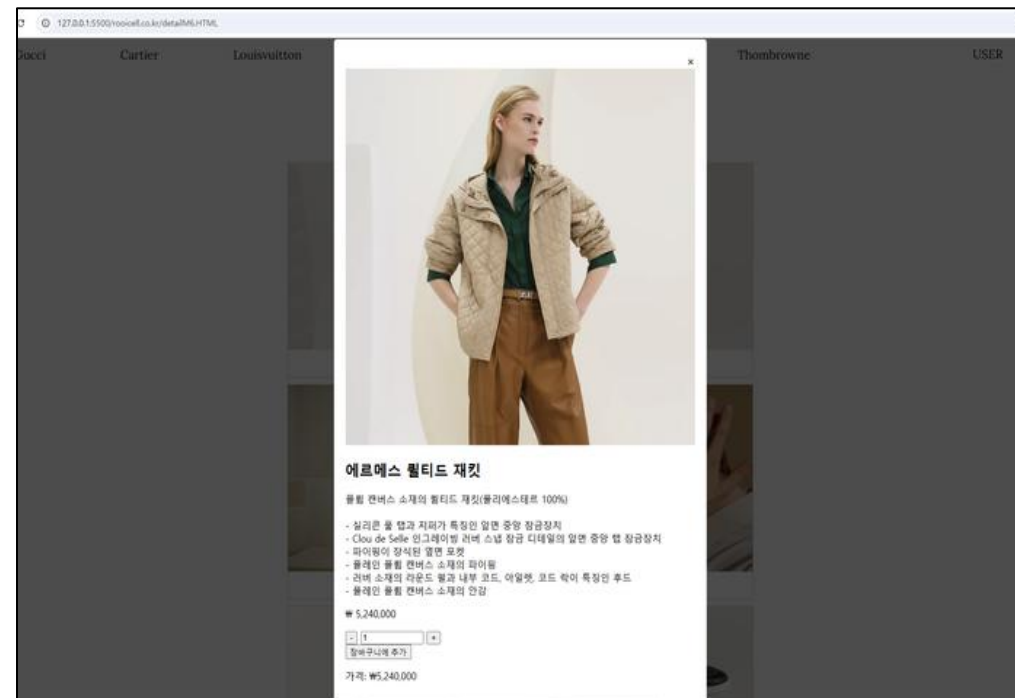 127.0.0.1:5500/rooicell.co.kr/detailM6.HTML
Gucci Cartier Louisvuitton Thombrowne USER
×
에르메스 퀼티드 재킷
플륌 캔버스 소재의 퀼티드 재킷(폴리에스테르 100%)
- 실리콘 풀 탭과 지퍼가 특징인 앞면 중앙 잠금장치
- Clou de Selle 인그레이빙 러버 스냅 잠금 디테일의 앞면 중앙 탭 잠금장치
- 파이핑이 장식된 옆면 포켓
- 플레인 플륌 캔버스 소재의 파이핑
- 러버 소재의 라운드 펄과 내부 코드, 아일렛, 코드 락이 특징인 후드
- 플레인 플륌 캔버스 소재의 안감
₩ 5,240,000
- 1 +
장바구니에 추가
가격: ₩5,240,000